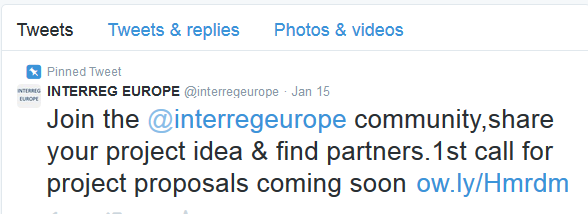 Tweets Tweets & replies Photos & videos
Pinned Tweet
INTERREG EUROPE
INTERREG EUROPE @interregeurope · Jan 15
Join the @interregeurope community,share
your project idea & find partners.1st call for
project proposals coming soon ow.ly/Hmrdm